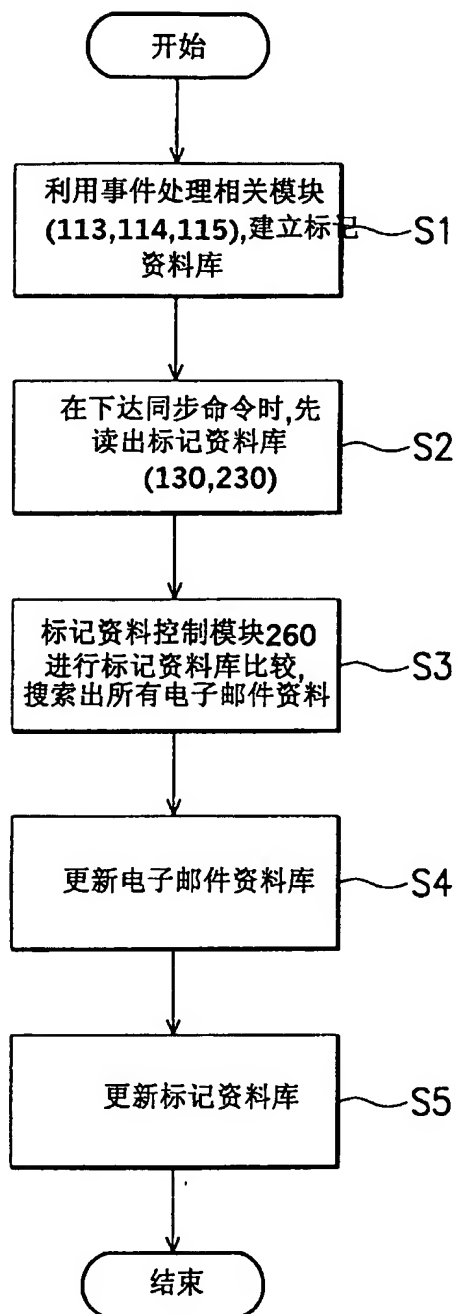 开始
利用事件处理相关模块
(113,114,115),建立标记
资料库
S1
在下达同步命令时,先
读出标记资料库
(130,230)
S2
标记资料控制模块260
进行标记资料库比较,
搜索出所有电子邮件资料
S3
更新电子邮件资料库
S4
更新标记资料库
S5
结束